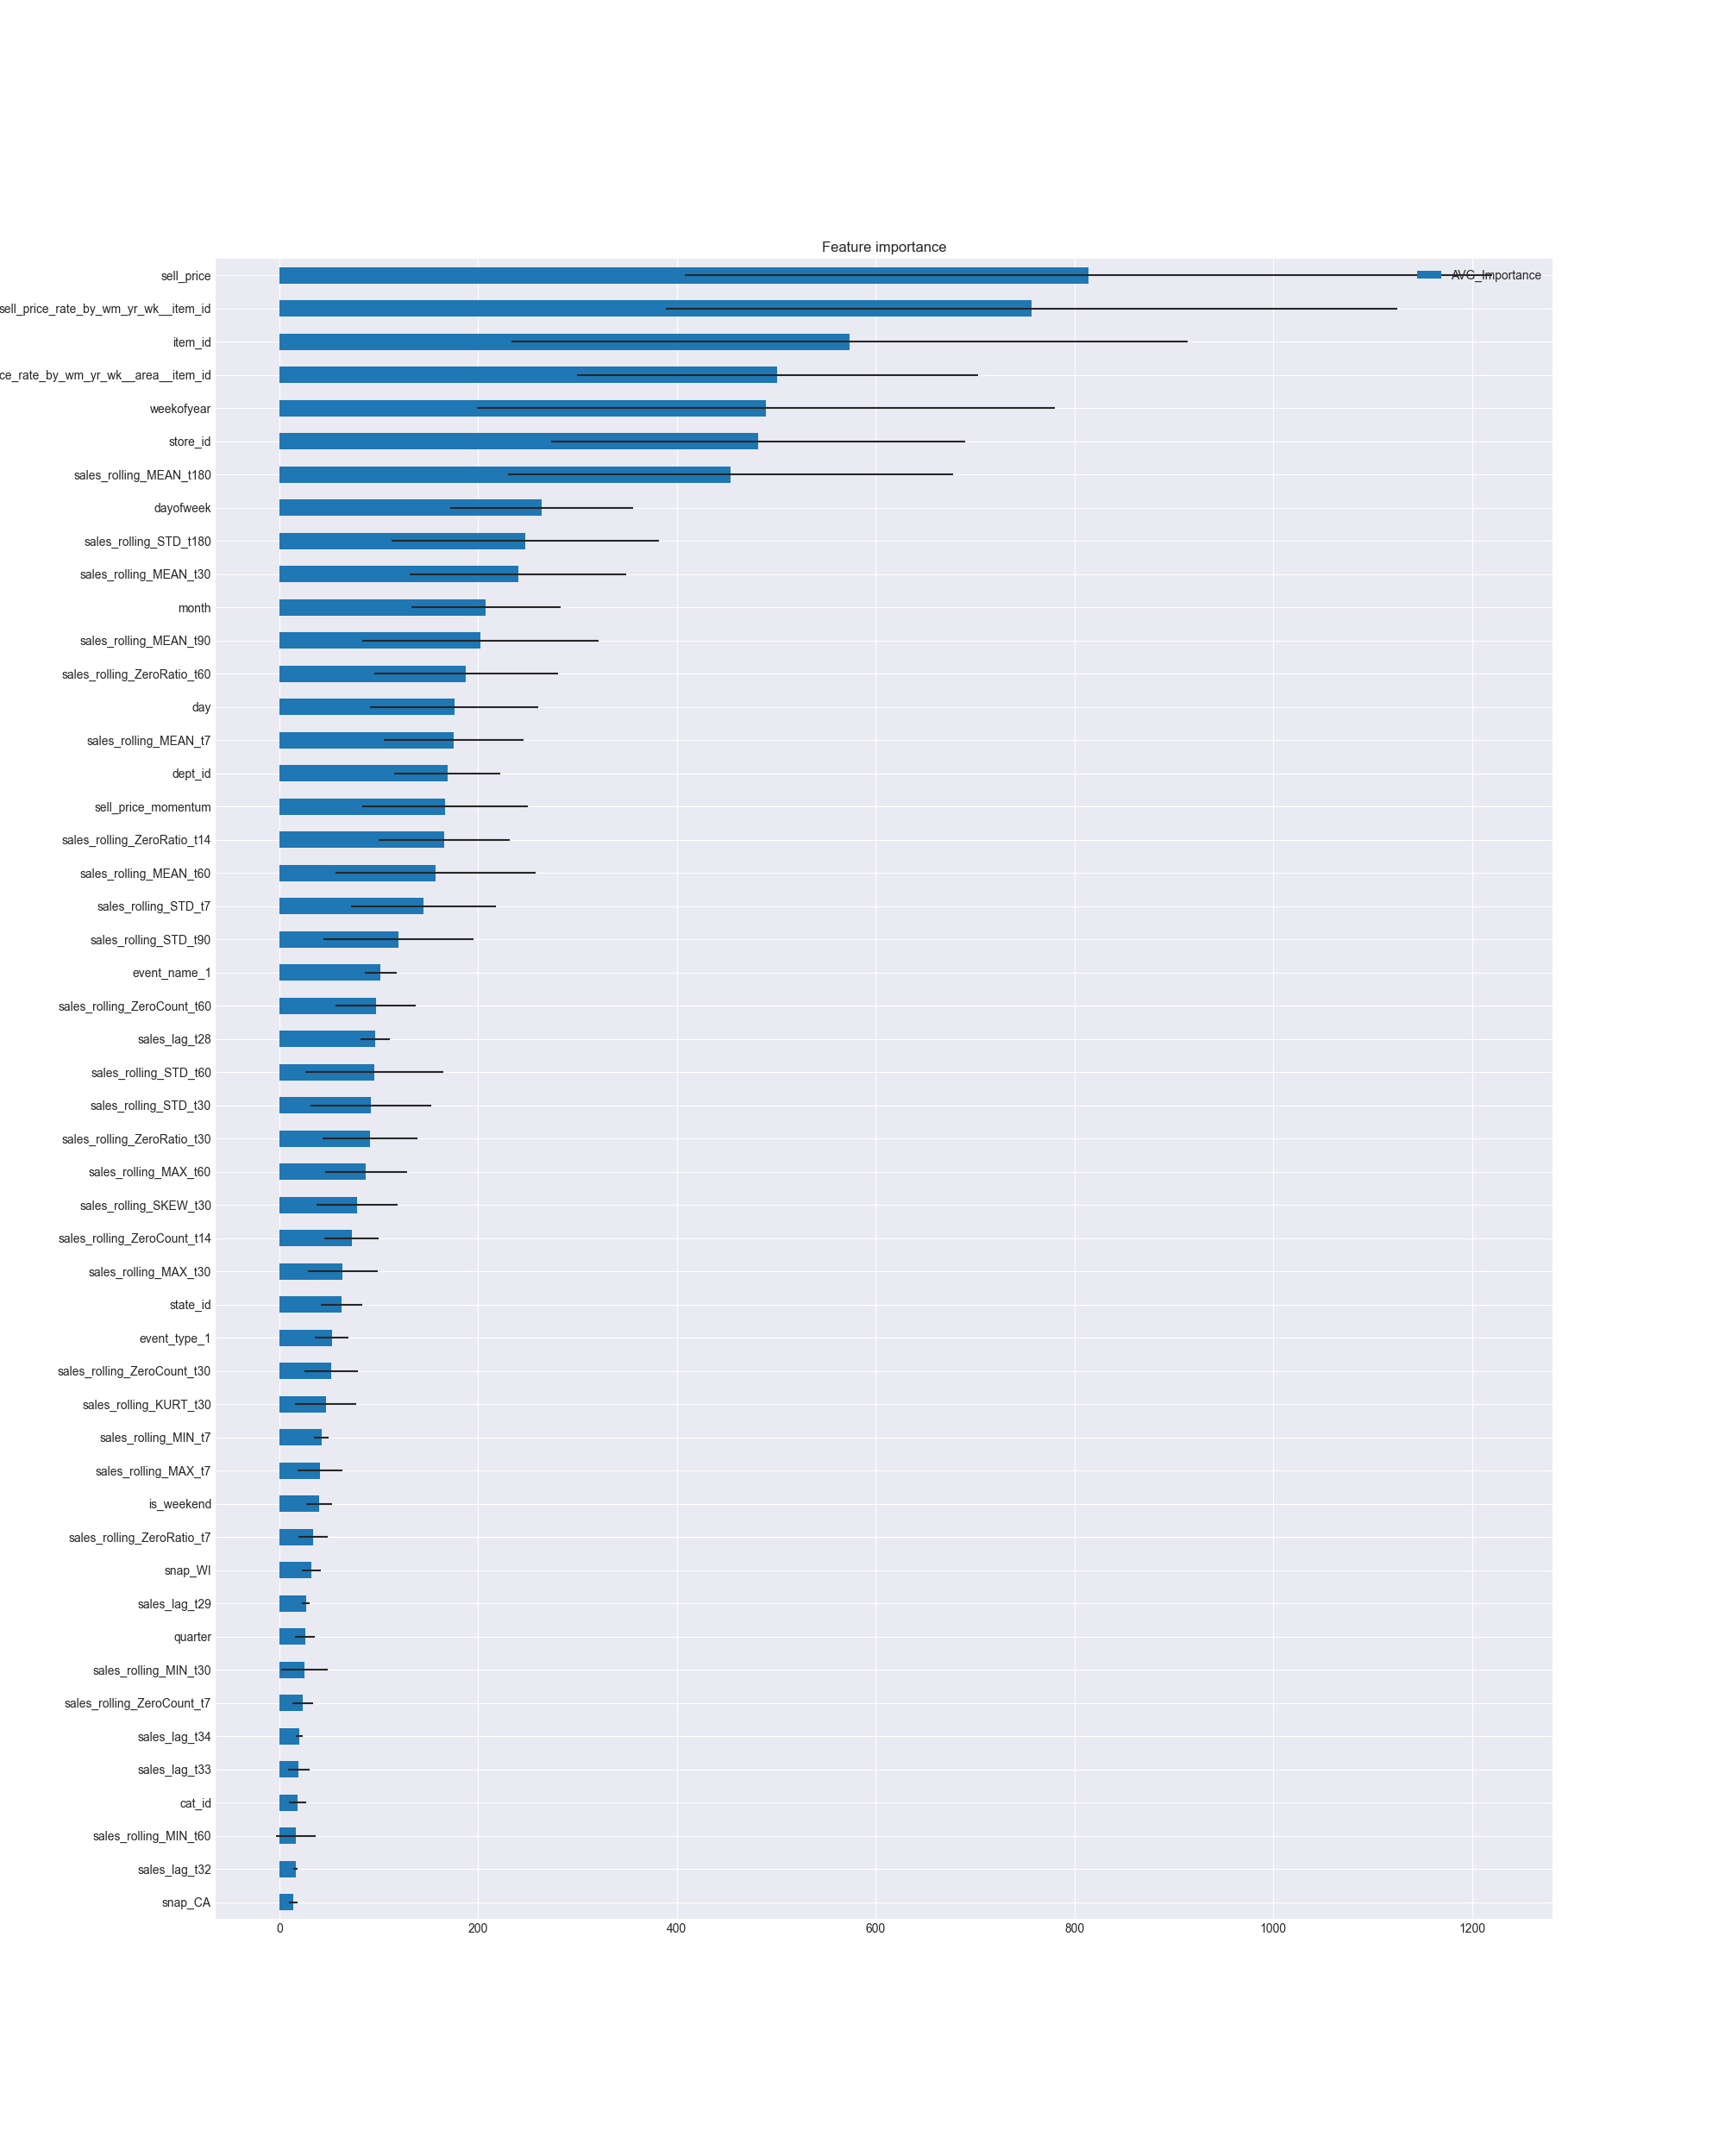 Feature importance
AVG_Importance
sell_price
sell_price_rate_by_wm_yr_wk__item_id
item_id
ce_rate_by_wm_yr_wk__area__item_id
weekofyear
store_id
sales_rolling_MEAN_t180
dayofweek
sales_rolling_STD_t180
sales_rolling_MEAN_t30
month
sales_rolling_MEAN_t90
sales_rolling_ZeroRatio_t60
day
sales_rolling_MEAN_t7
dept_id
sell_price_momentum
sales_rolling_ZeroRatio_t14
sales_rolling_MEAN_t60
sales_rolling_STD_t7
sales_rolling_STD_t90
event_name_1
sales_rolling_ZeroCount_t60
sales_lag_t28
sales_rolling_STD_t60
sales_rolling_STD_t30
sales_rolling_ZeroRatio_t30
sales_rolling_MAX_t60
sales_rolling_SKEW_t30
sales_rolling_ZeroCount_t14
sales_rolling_MAX_t30
state_id
event_type_1
sales_rolling_ZeroCount_t30
sales_rolling_KURT_t30
sales_rolling_MIN_t7
sales_rolling_MAX_t7
is_weekend
sales_rolling_ZeroRatio_t7
snap_WI
sales_lag_t29
quarter
sales_rolling_MIN_t30
sales_rolling_ZeroCount_t7
sales_lag_t34
sales_lag_t33
cat_id
sales_rolling_MIN_t60
sales_lag_t32
snap_CA
0 200 400 600 800 1000 1200